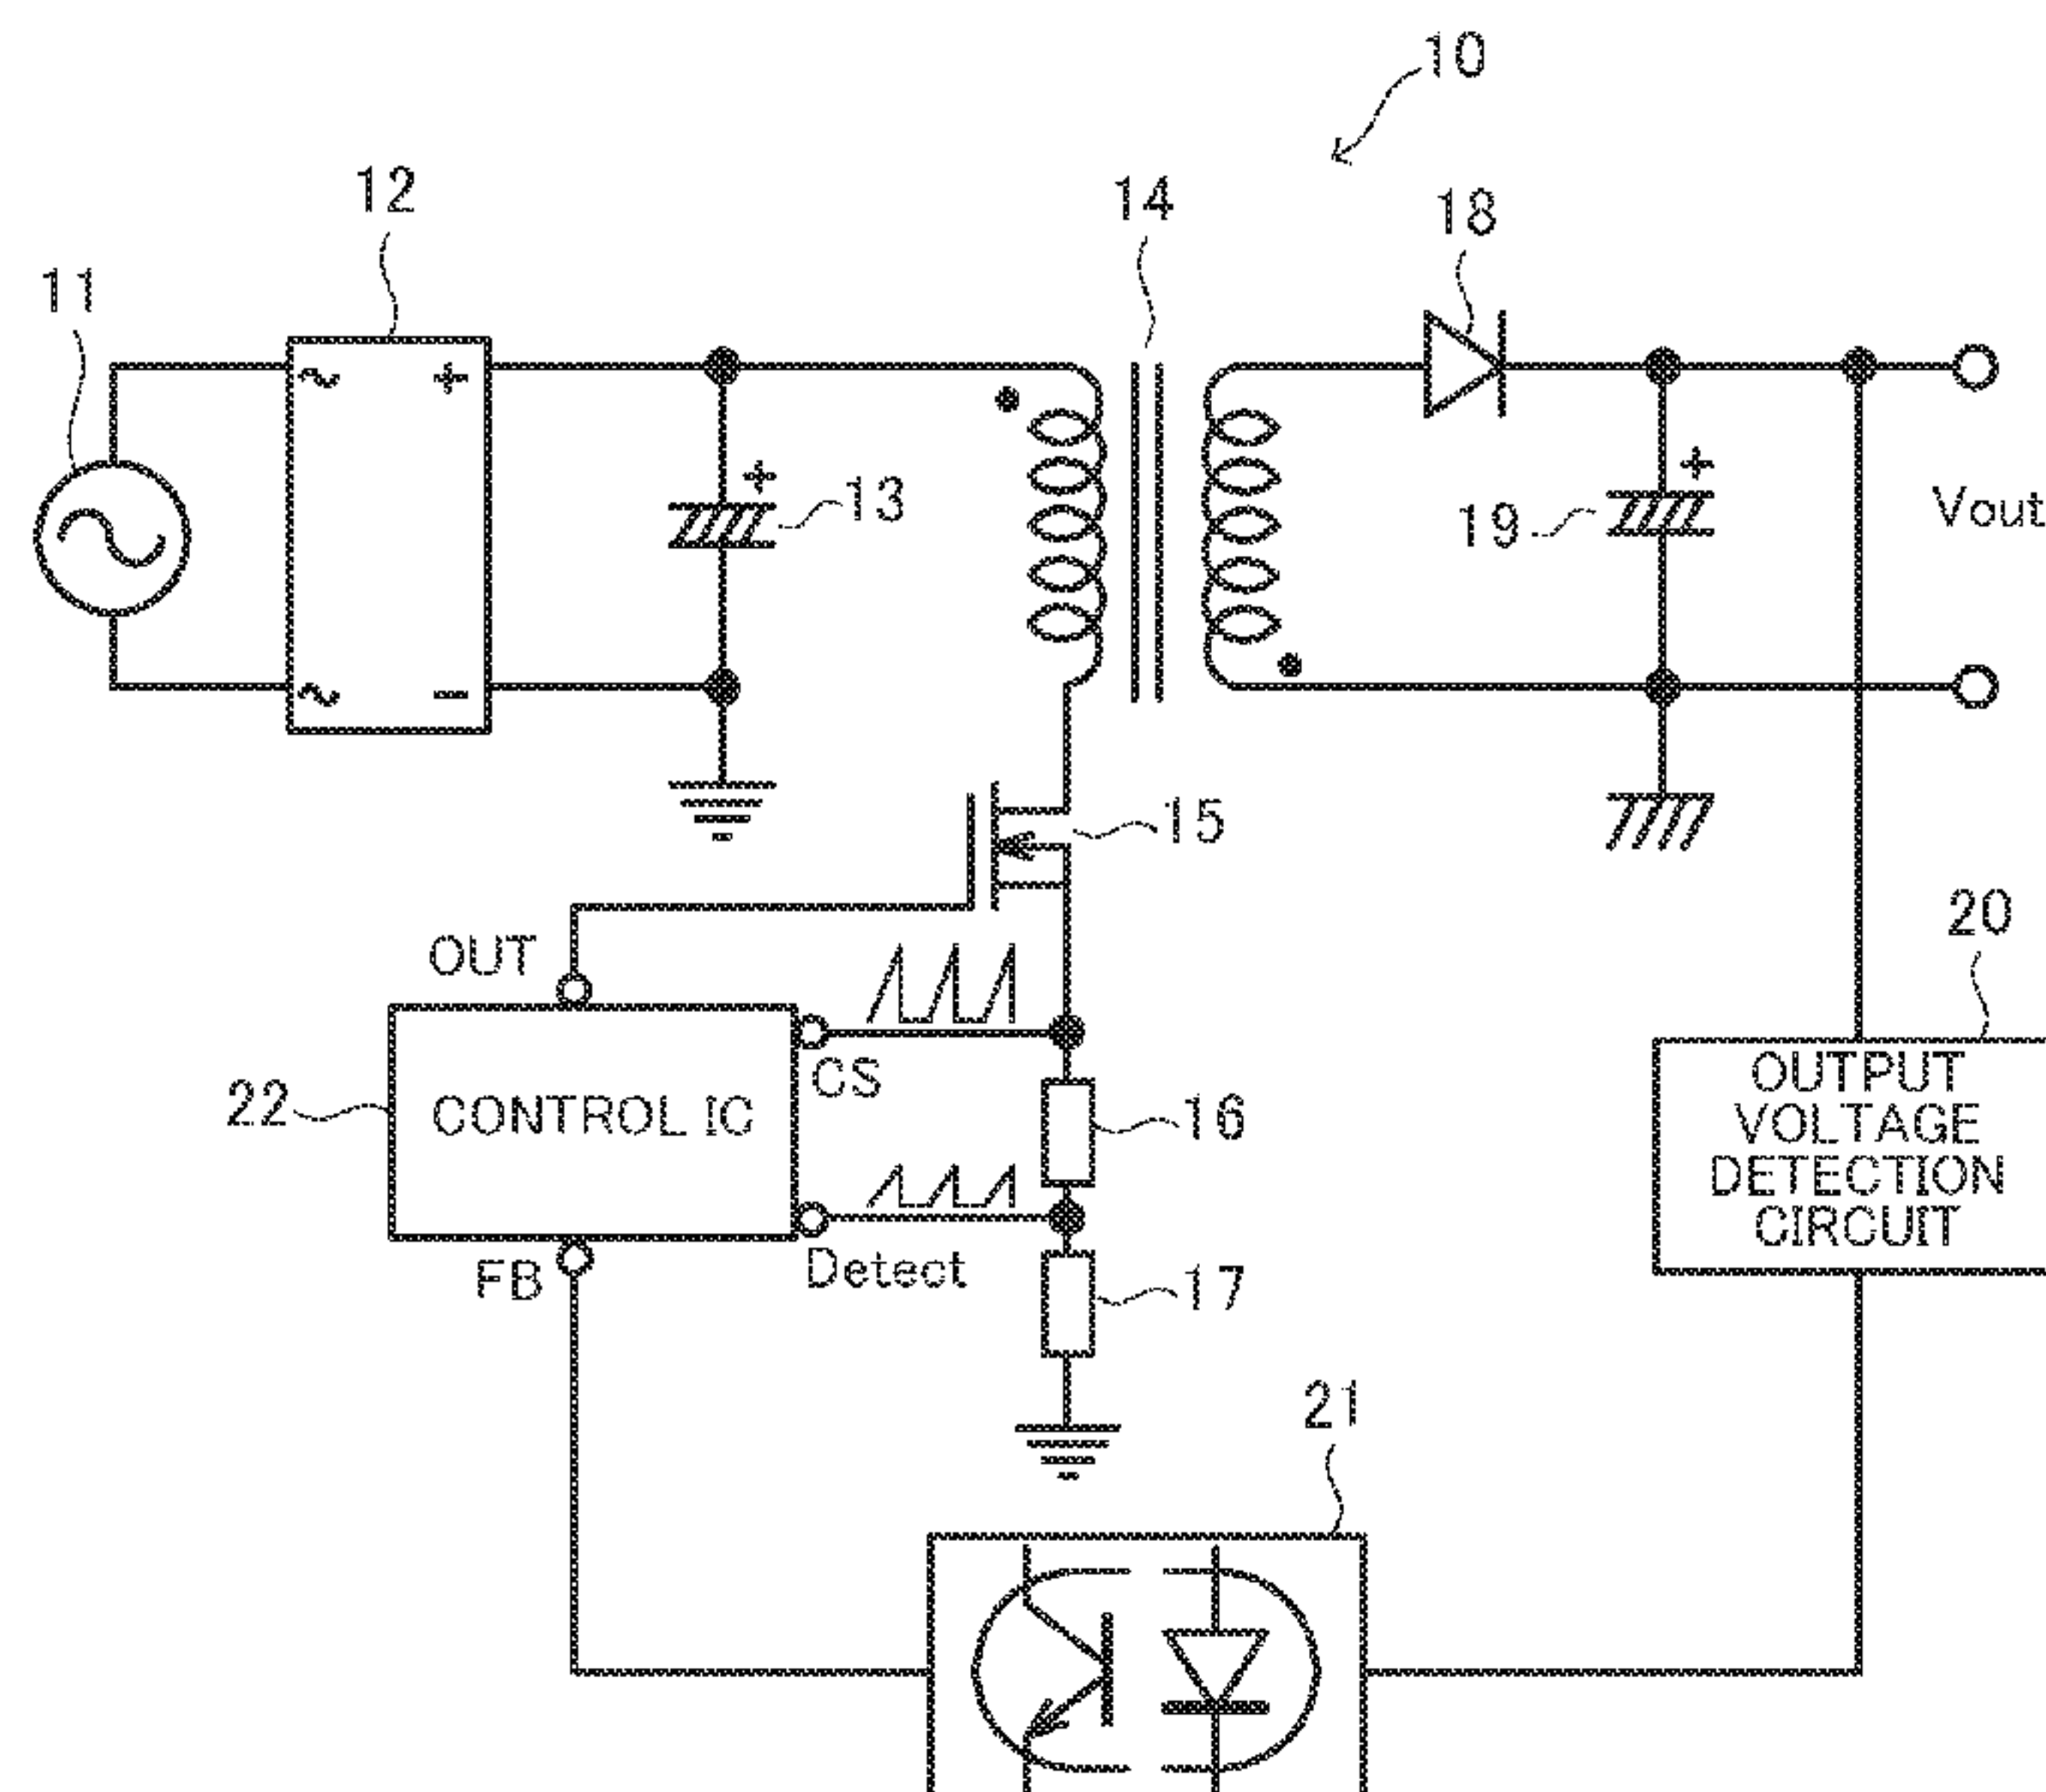 10
12
14
18
11
~
+
+
13
+
19
Vout
~
−
15
OUT
20
CS
22
CONTROL IC
16
OUTPUT
VOLTAGE
DETECTION
CIRCUIT
FB
Detect
17
21